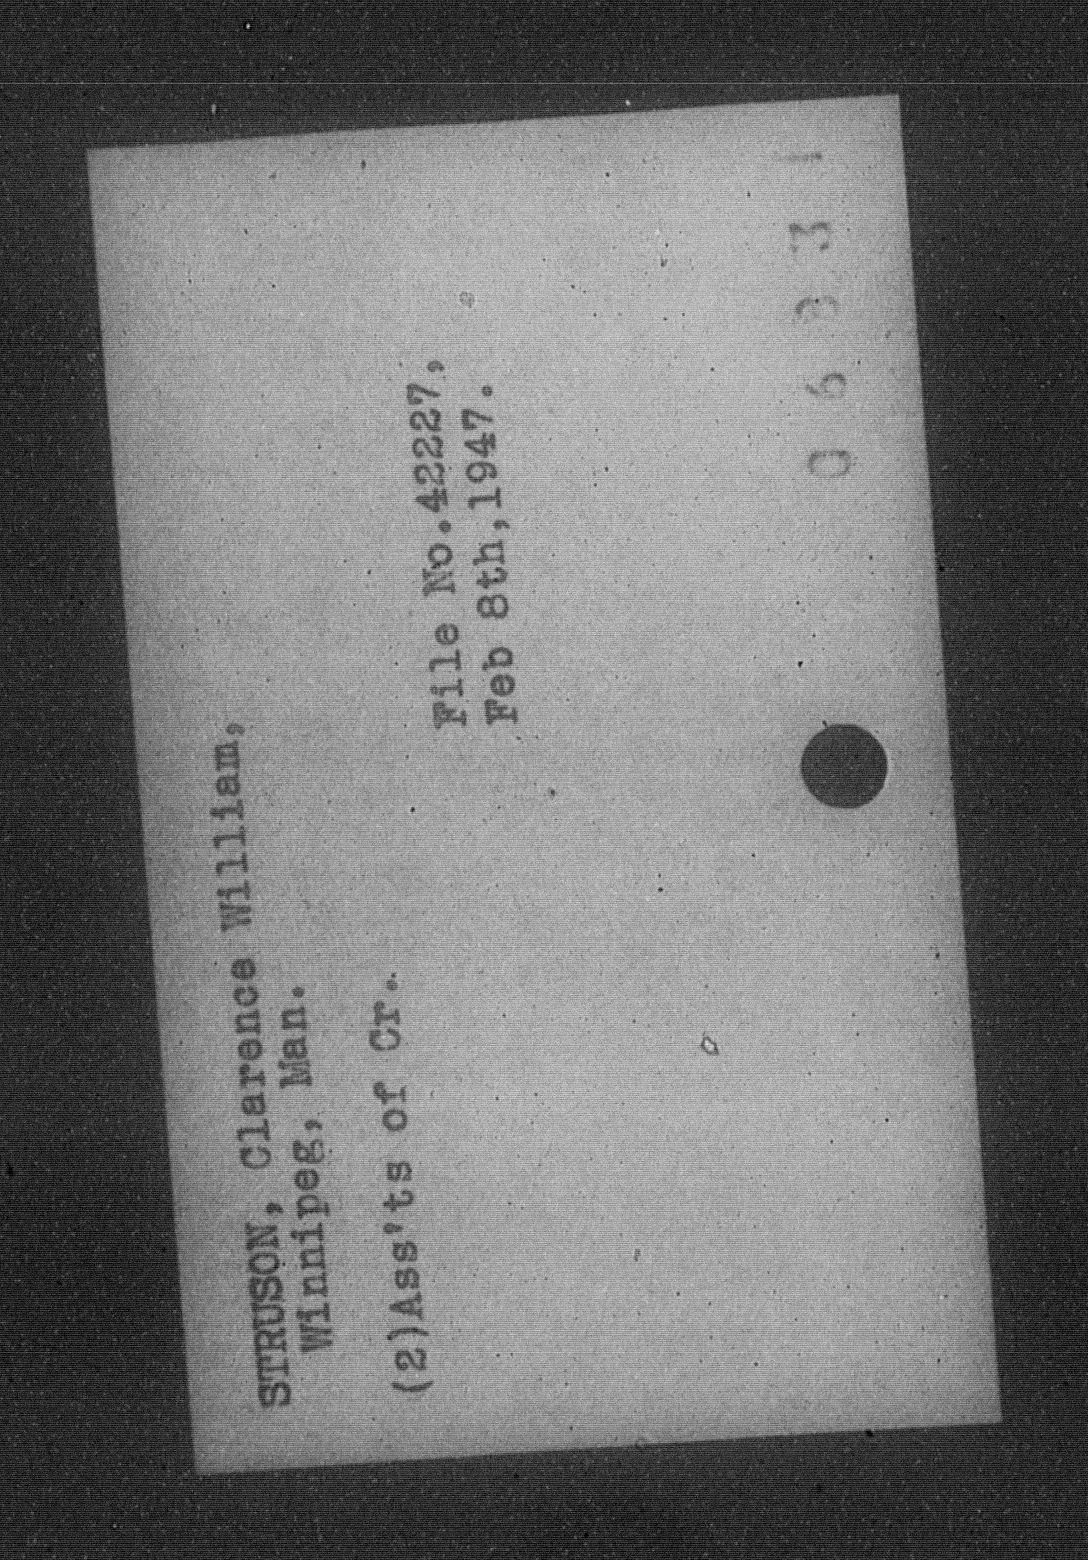 STRUSON, Clarence William,
Winnipeg, Man.
(2)Ass'ts of Cr.
File No.42227,
Feb 8th,1947.